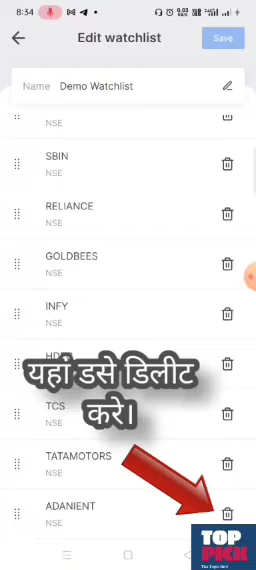 8:34
Edit watchlist
Save
Name Demo Watchlist
NSE
SBIN
NSE
RELIANCE
NSE
GOLDBEES
NSE
INFY
NSE
यहां डसे डिलीट
करे।
TCS
NSE
TATAMOTORS
NSE
ADANIENT
NSE
TOP
PICK